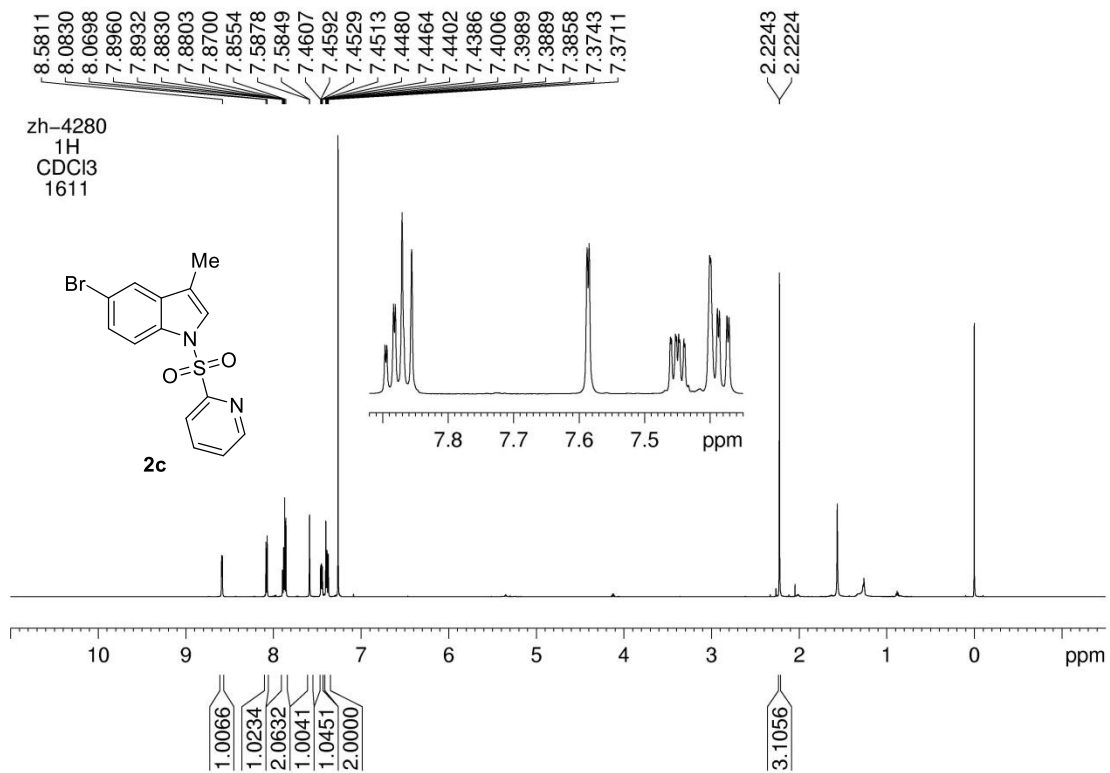 8.5811
8.0830
8.0698
7.8960
7.8932
7.8830
7.8803
7.8700
7.8554
7.5878
7.5849
7.4607
7.4592
7.4529
7.4513
7.4480
7.4464
7.4402
7.4386
7.4006
7.3989
7.3889
7.3858
7.3743
7.3711
2.2243
2.2224
zh-4280
1H
CDCl3
1611
Me
Br
N
S
O
O
N
2c
7.8 7.7 7.6 7.5 ppm
10 9 8 7 6 5 4 3 2 1 0 ppm
1.0066
1.0234
2.0632
1.0041
1.0451
2.0000
3.1056